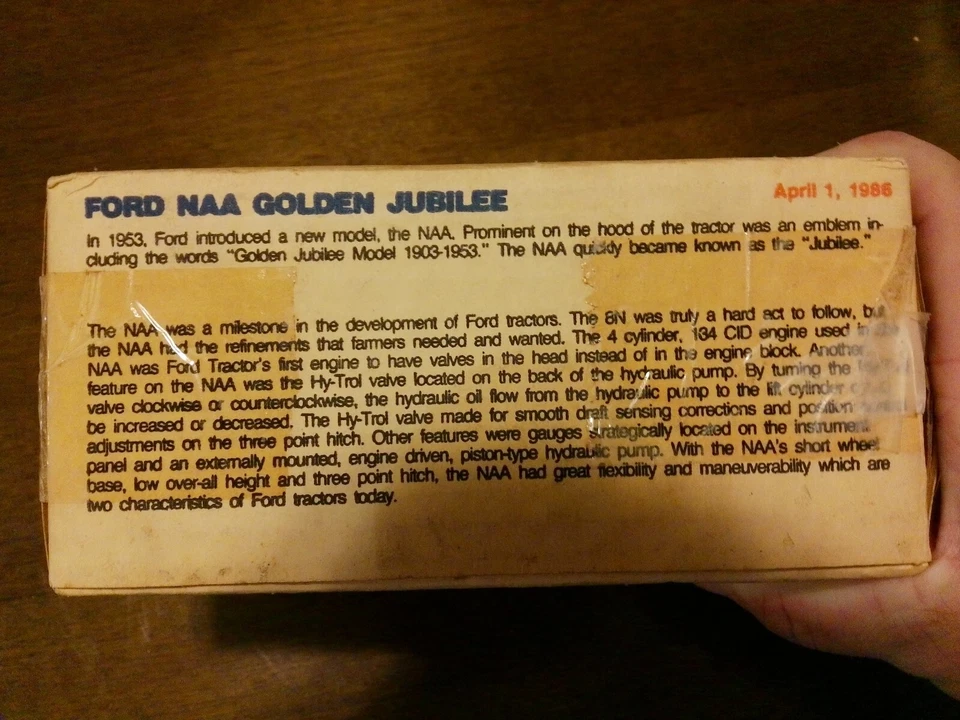 FORD NAA GOLDEN JUBILEE
April 1, 1986
In 1953, Ford introduced a new model, the NAA. Prominent on the hood of the tractor was an emblem in-
cluding the words "Golden Jubilee Model 1903-1953." The NAA quickly became known as the "Jubilee."
The NAA was a milestone in the development of Ford tractors. The 8N was truly a hard act to follow, but
the NAA had the refinements that farmers needed and wanted. The 4 cylinder, 134 CID engine used in
NAA was Ford Tractor's first engine to have valves in the head instead of in the engine block. Another
feature on the NAA was the Hy-Trol valve located on the back of the hydraulic pump. By turning the
valve clockwise or counterclockwise, the hydraulic oil flow from the hydraulic pump to the lift cylinder
be increased or decreased. The Hy-Trol valve made for smooth draft sensing corrections and position
adjustments on the three point hitch. Other features were gauges strategically located on the instrument
panel and an externally mounted, engine driven, piston-type hydraulic pump. With the NAA's short wheel
base, low over-all height and three point hitch, the NAA had great flexibility and maneuverability which are
two characteristics of Ford tractors today.